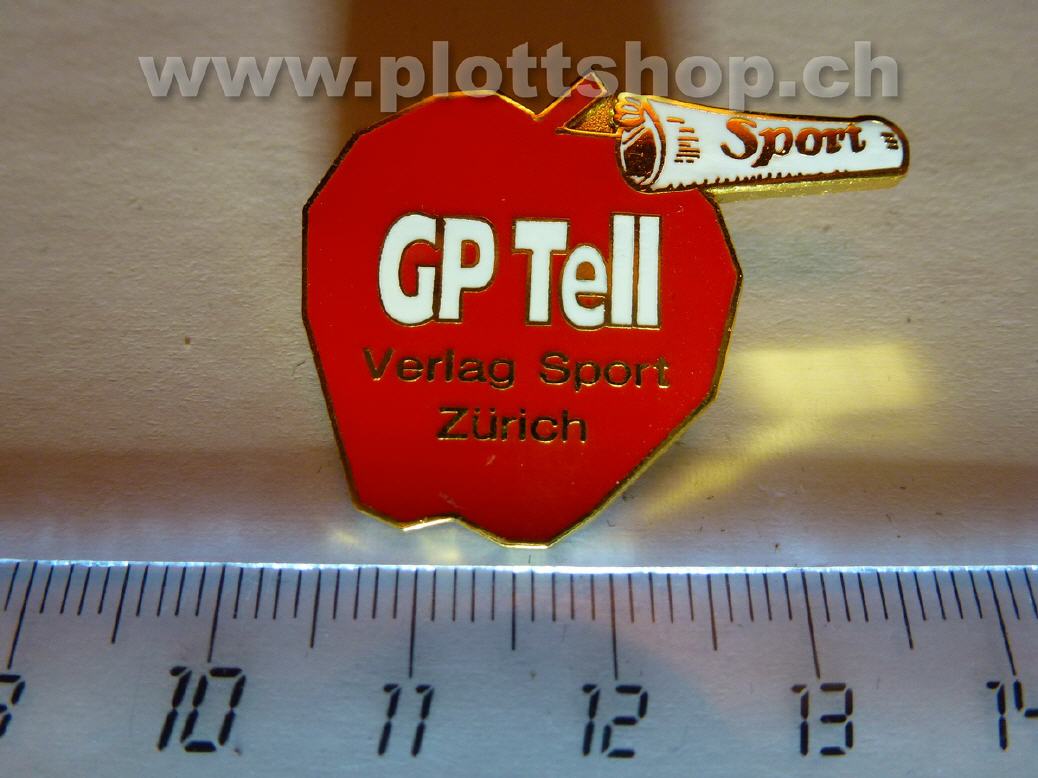 www.plottshop.ch
Sport
GP Tell
Verlag Sport
Zürich
10 11 12 13